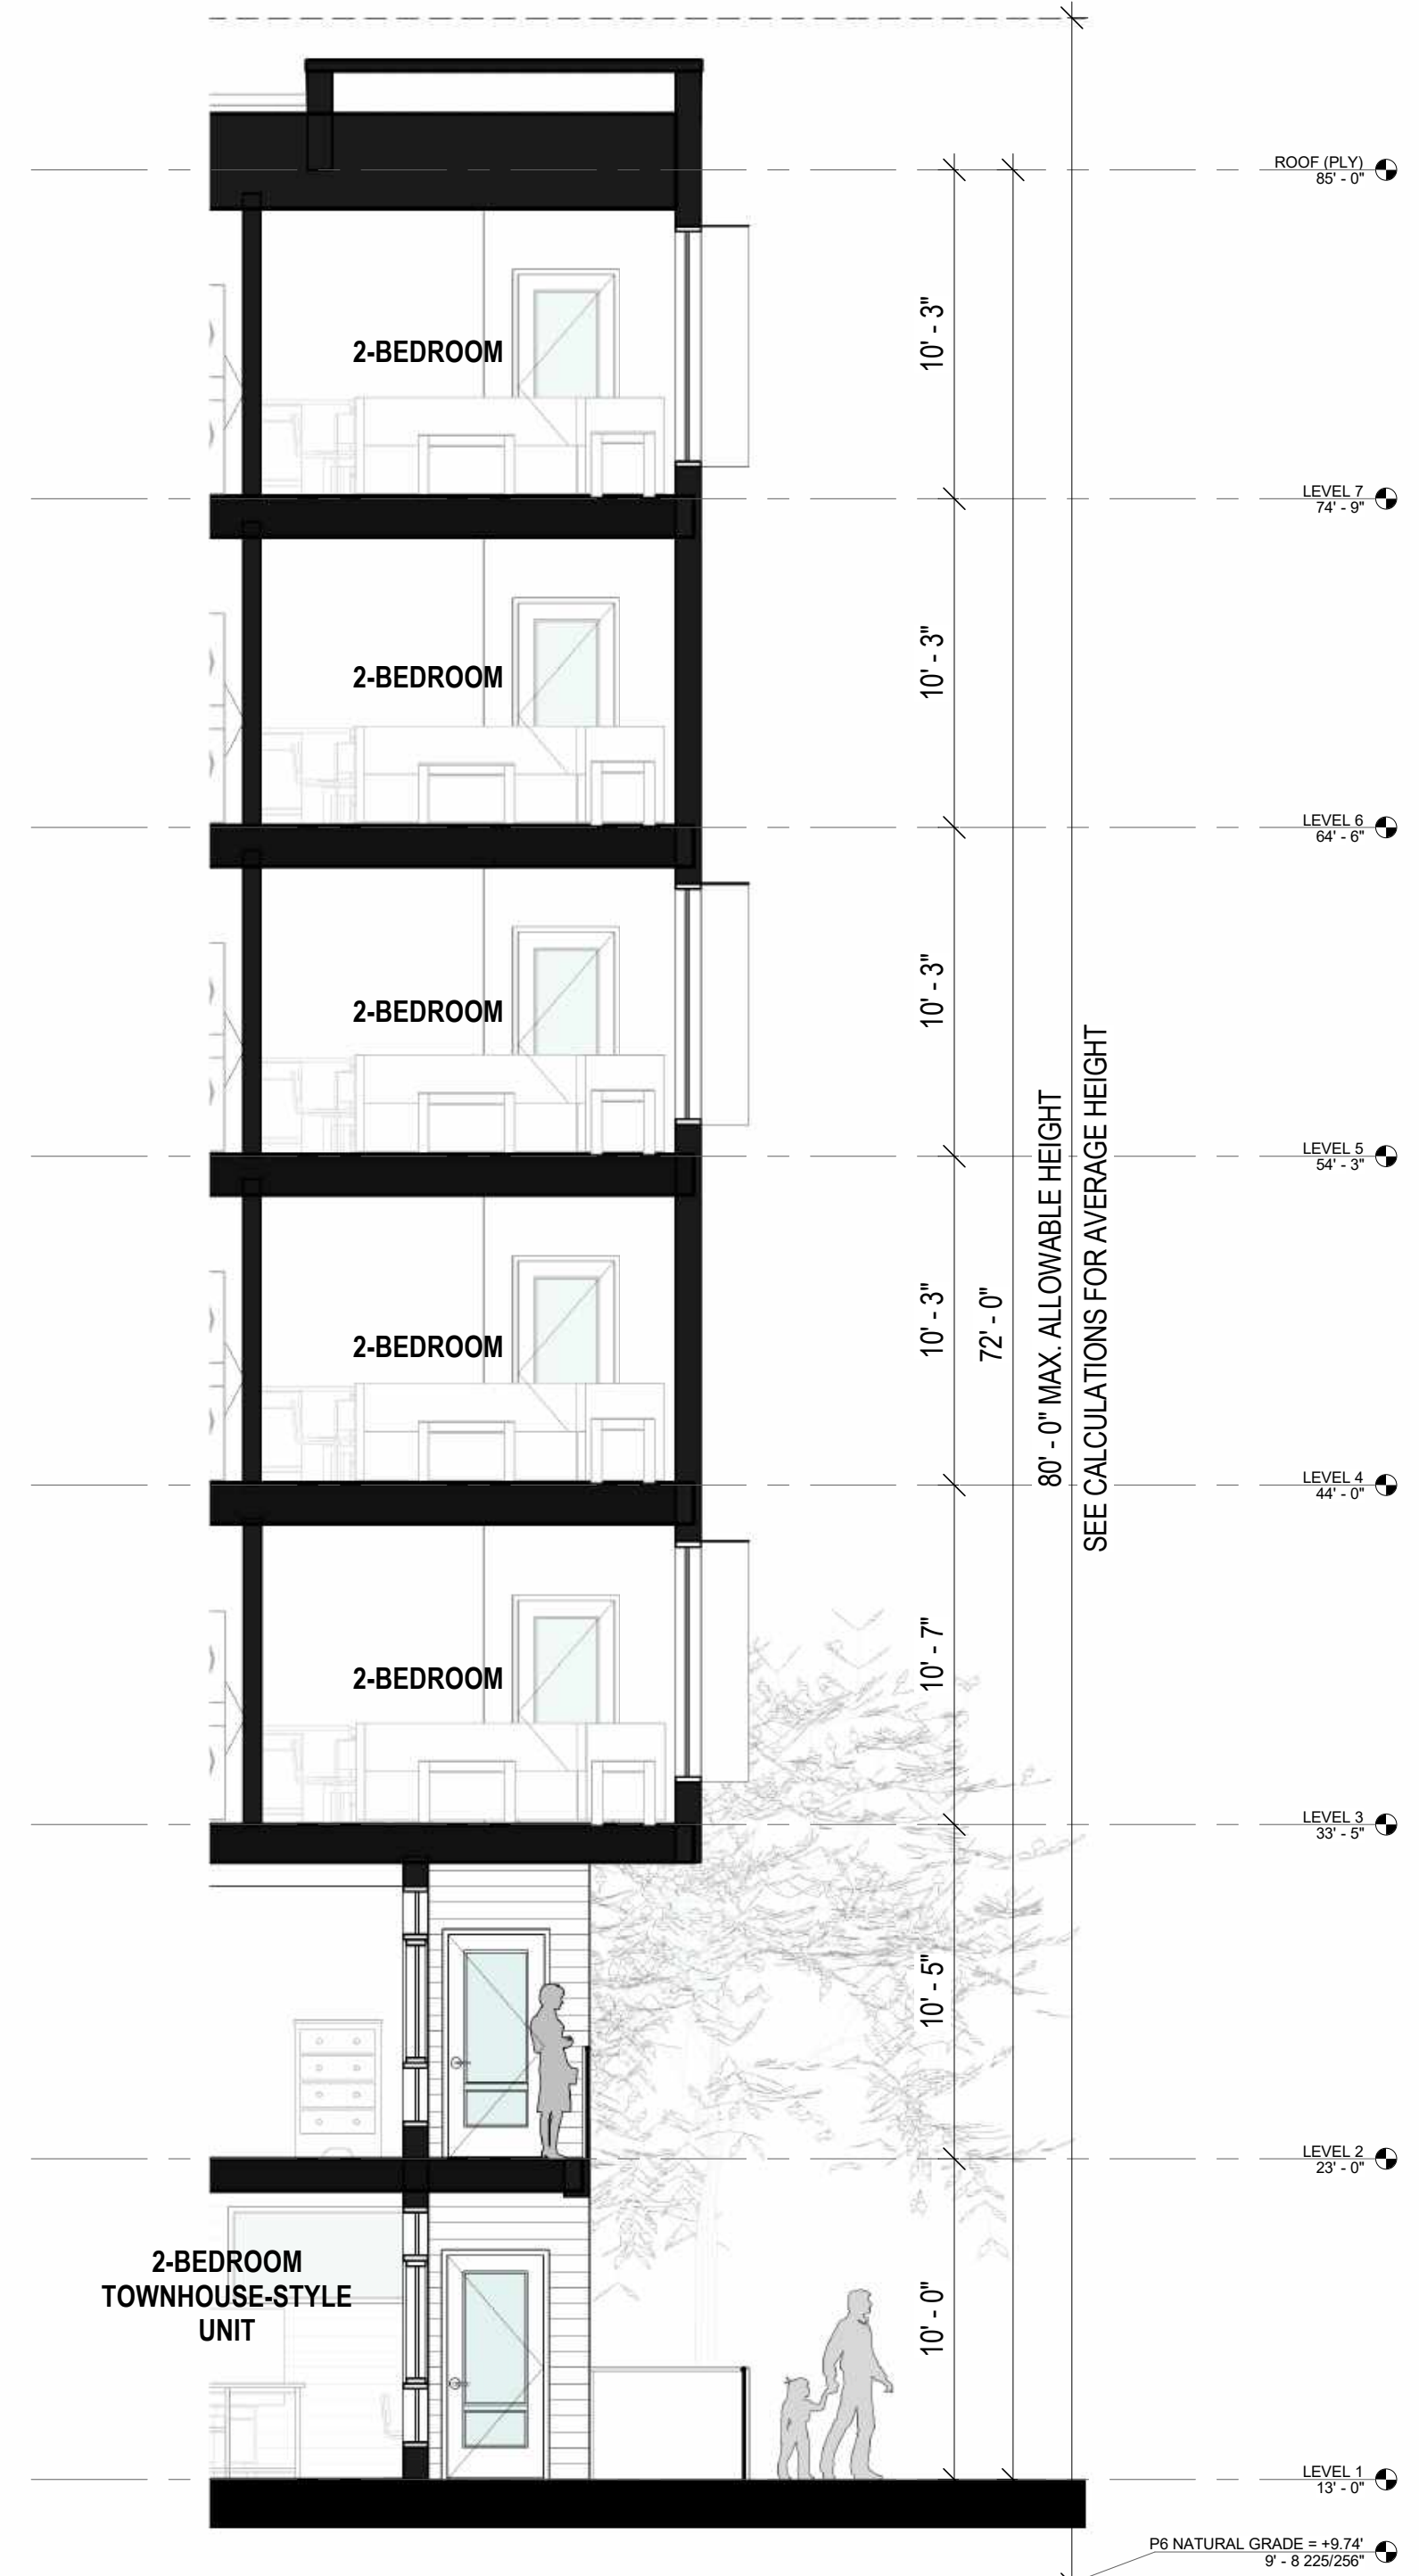 ROOF (PLY)
85' - 0"
10' - 3"
2-BEDROOM
LEVEL 7
74' - 9"
10' - 3"
2-BEDROOM
LEVEL 6
64' - 6"
10' - 3"
2-BEDROOM
LEVEL 5
54' - 3"
10' - 3"
72' - 0"
80' - 0" MAX. ALLOWABLE HEIGHT
SEE CALCULATIONS FOR AVERAGE HEIGHT
2-BEDROOM
LEVEL 4
44' - 0"
10' - 7"
2-BEDROOM
LEVEL 3
33' - 5"
10' - 5"
LEVEL 2
23' - 0"
2-BEDROOM
TOWNHOUSE-STYLE
UNIT
10' - 0"
LEVEL 1
13' - 0"
P6 NATURAL GRADE = +9.74'
9' - 8 225/256"